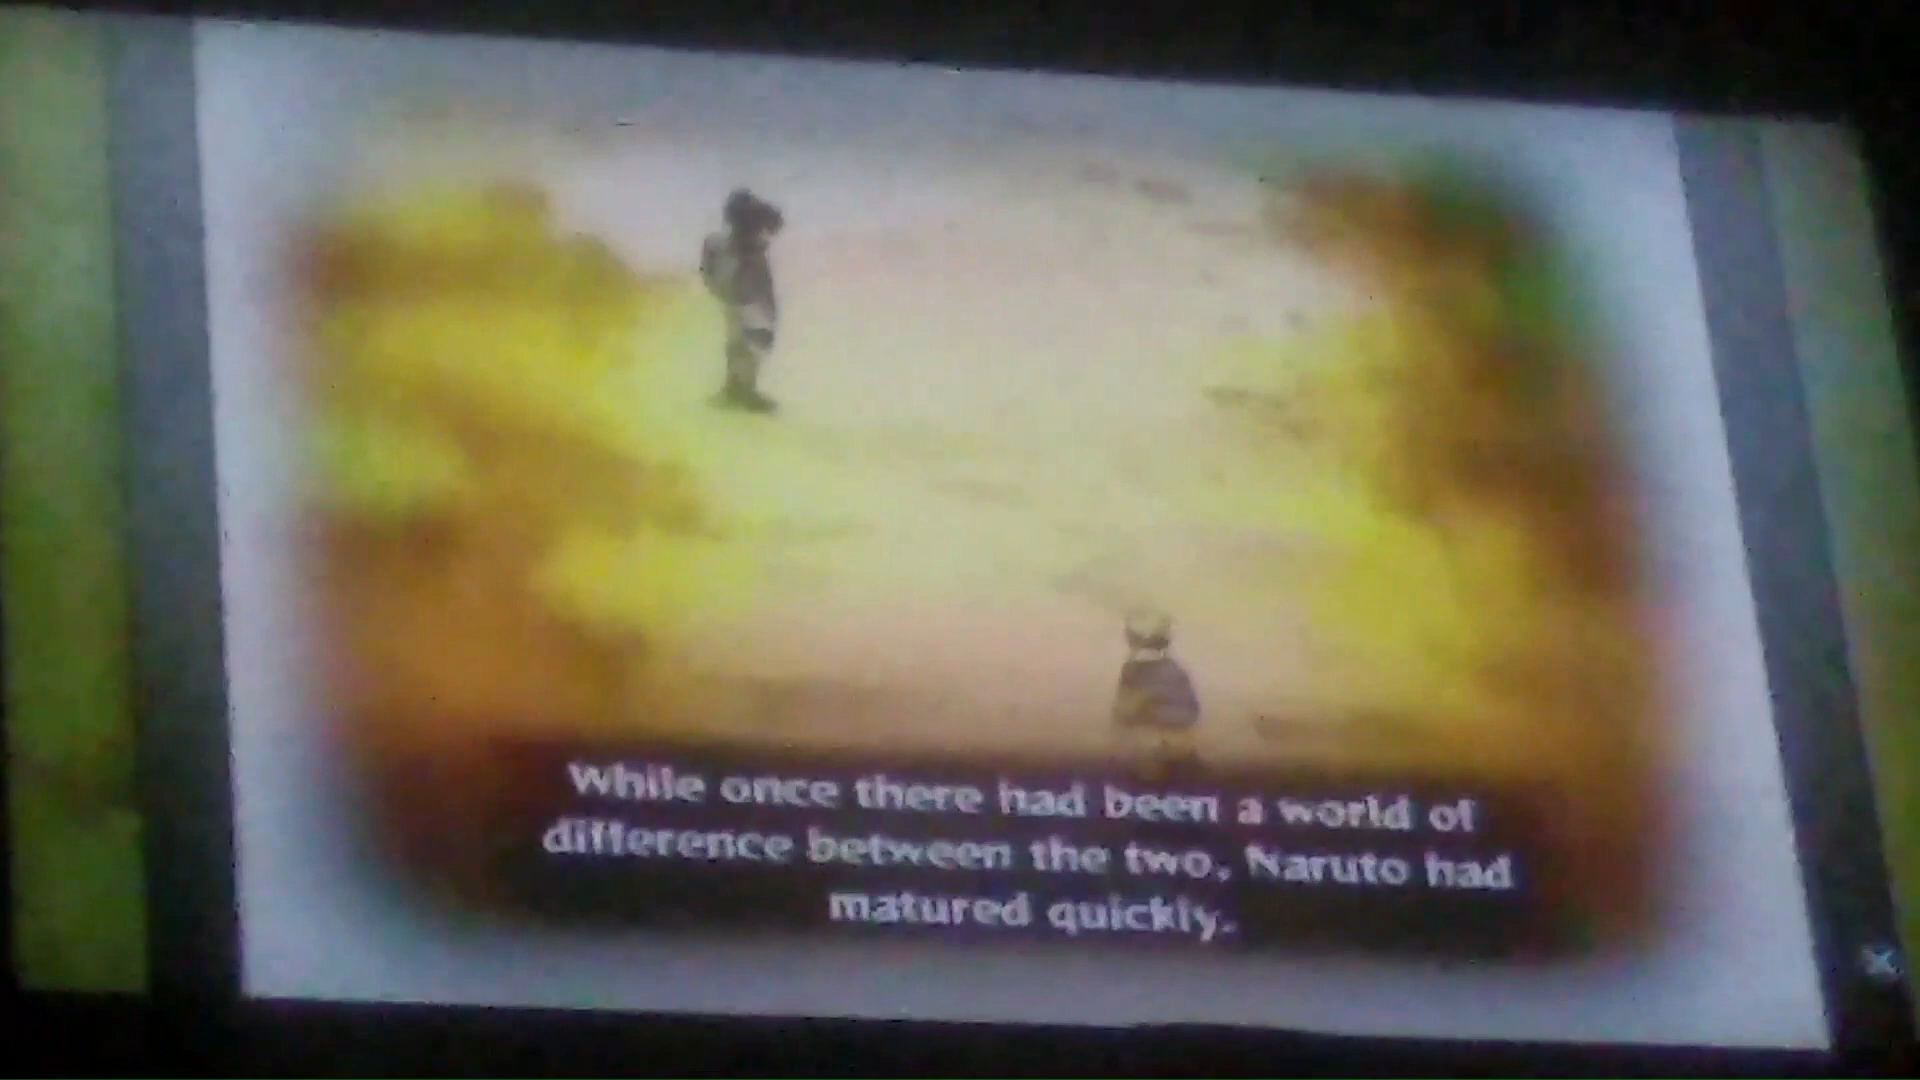 While once there had been a world of
difference between the two, Naruto had
matured quickly.